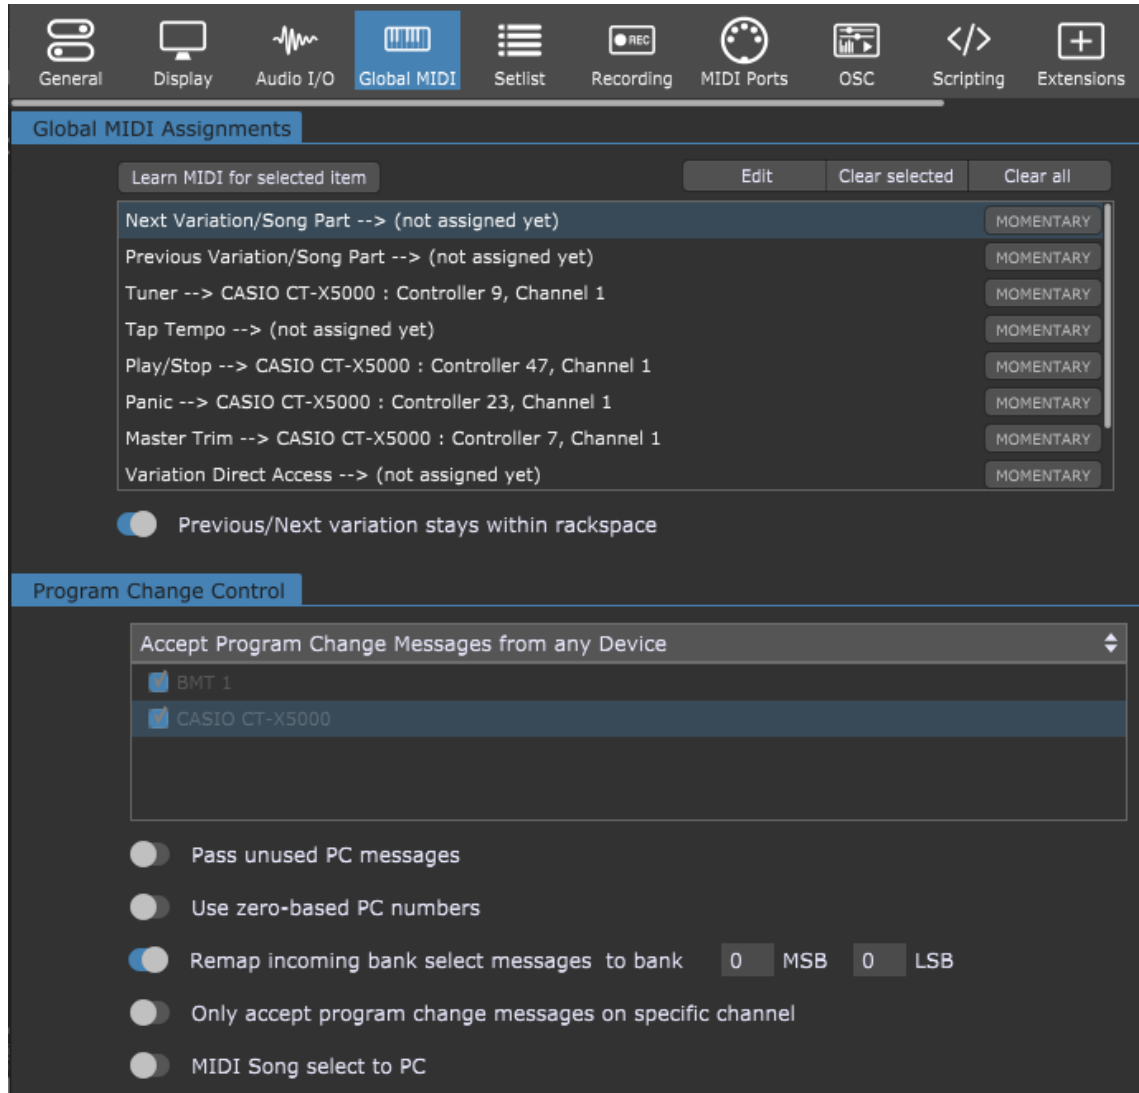 REC
General Display Audio I/O Global MIDI Setlist Recording MIDI Ports OSC Scripting Extensions
Global MIDI Assignments
Learn MIDI for selected item Edit Clear selected Clear all
Next Variation/Song Part --> (not assigned yet) MOMENTARY
Previous Variation/Song Part --> (not assigned yet) MOMENTARY
Tuner --> CASIO CT-X5000 : Controller 9, Channel 1 MOMENTARY
Tap Tempo --> (not assigned yet) MOMENTARY
Play/Stop --> CASIO CT-X5000 : Controller 47, Channel 1 MOMENTARY
Panic --> CASIO CT-X5000 : Controller 23, Channel 1 MOMENTARY
Master Trim --> CASIO CT-X5000 : Controller 7, Channel 1 MOMENTARY
Variation Direct Access --> (not assigned yet) MOMENTARY
Previous/Next variation stays within rackspace
Program Change Control
Accept Program Change Messages from any Device
BMT 1
CASIO CT-X5000
Pass unused PC messages
Use zero-based PC numbers
Remap incoming bank select messages to bank 0 MSB 0 LSB
Only accept program change messages on specific channel
MIDI Song select to PC